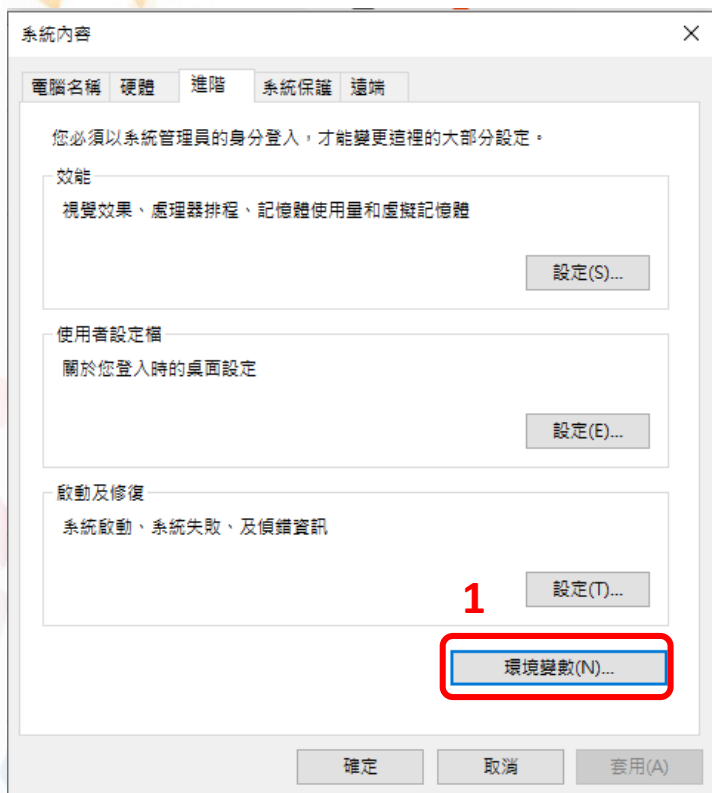 系統內容
電腦名稱 硬體 進階 系統保護 遠端
您必須以系統管理員的身分登入，才能變更這裡的大部分設定。
效能
視覺效果、處理器排程、記憶體使用量和虛擬記憶體
設定(S)...
使用者設定檔
關於您登入時的桌面設定
設定(E)...
啟動及修復
系統啟動、系統失敗、及偵錯資訊
設定(T)...
1
環境變數(N)...
確定 取消 套用(A)